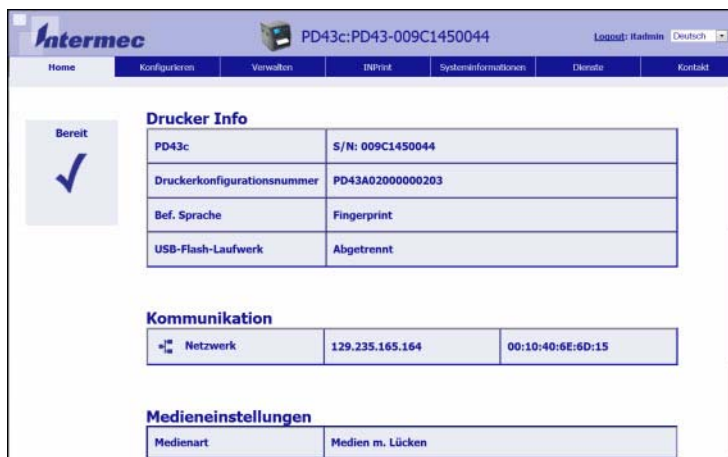 Intermec
PD43c:PD43-009C1450044
Logout: itadmin Deutsch
Home Konfigurieren Verwalten INPrint Systeminformationen Dienste Kontakt
Bereit
Drucker Info
PD43c S/N: 009C1450044
Druckerkonfigurationsnummer PD43A02000000203
Bef. Sprache Fingerprint
USB-Flash-Laufwerk Abgetrennt
Kommunikation
Netzwerk 129.235.165.164 00:10:40:6E:6D:15
Medieneinstellungen
Medienart Medien m. Lücken